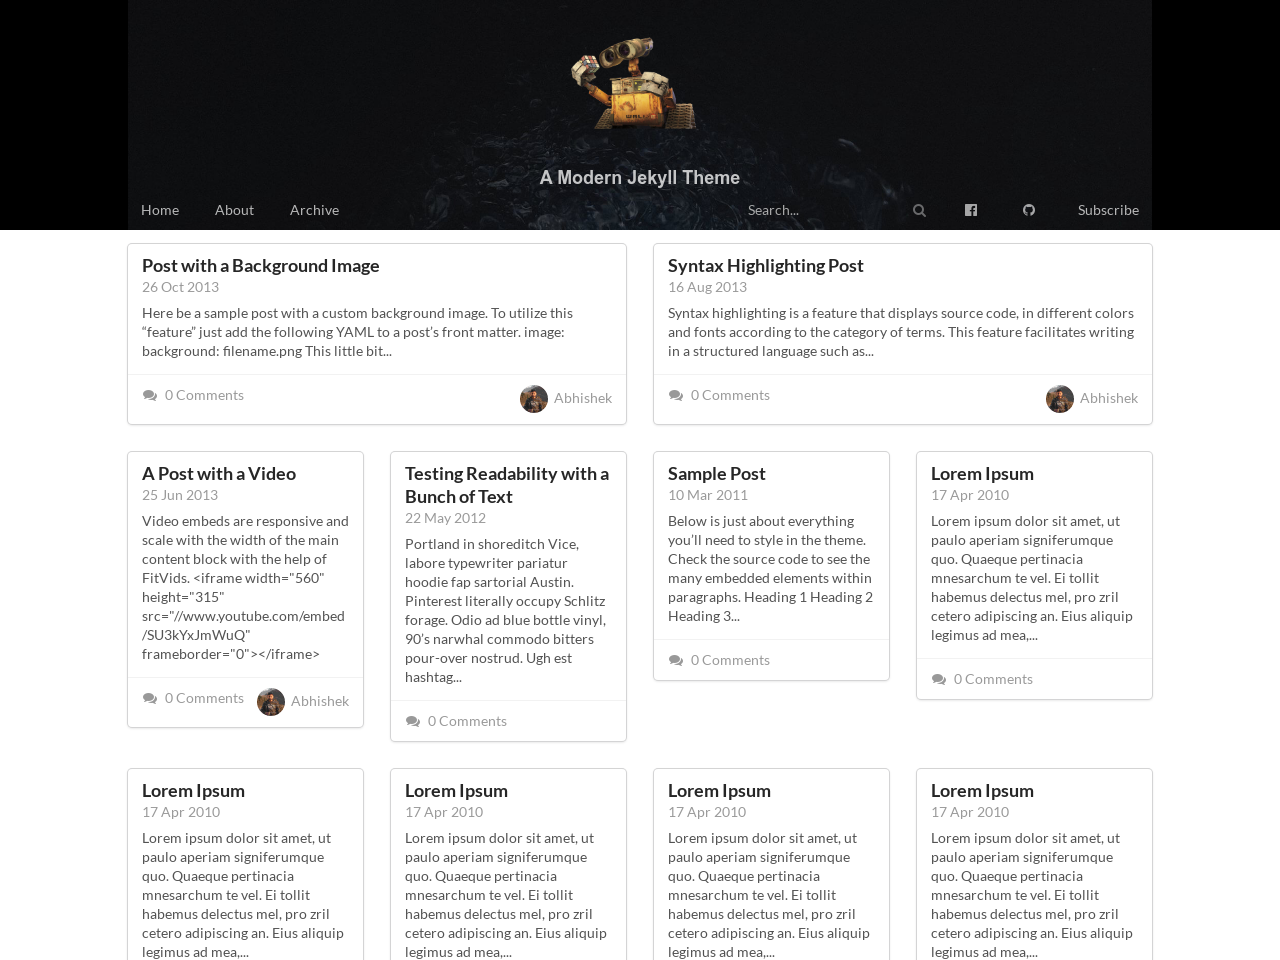 A Modern Jekyll Theme
Home About Archive Search... Subscribe
Post with a Background Image
26 Oct 2013
Here be a sample post with a custom background image. To utilize this
“feature” just add the following YAML to a post’s front matter. image:
background: filename.png This little bit...
0 Comments Abhishek
Syntax Highlighting Post
16 Aug 2013
Syntax highlighting is a feature that displays source code, in different colors
and fonts according to the category of terms. This feature facilitates writing
in a structured language such as...
0 Comments Abhishek
A Post with a Video
25 Jun 2013
Video embeds are responsive and
scale with the width of the main
content block with the help of
FitVids. <iframe width="560"
height="315"
src="//www.youtube.com/embed
/SU3kYxJmWuQ"
frameborder="0"></iframe>
0 Comments Abhishek
Testing Readability with a
Bunch of Text
22 May 2012
Portland in shoreditch Vice,
labore typewriter pariatur
hoodie fap sartorial Austin.
Pinterest literally occupy Schlitz
forage. Odio ad blue bottle vinyl,
90’s narwhal commodo bitters
pour-over nostrud. Ugh est
hashtag...
0 Comments
Sample Post
10 Mar 2011
Below is just about everything
you’ll need to style in the theme.
Check the source code to see the
many embedded elements within
paragraphs. Heading 1 Heading 2
Heading 3...
0 Comments
Lorem Ipsum
17 Apr 2010
Lorem ipsum dolor sit amet, ut
paulo aperiam signiferumque
quo. Quaeque pertinacia
mnesarchum te vel. Ei tollit
habemus delectus mel, pro zril
cetero adipiscing an. Eius aliquip
legimus ad mea,...
0 Comments
Lorem Ipsum
17 Apr 2010
Lorem ipsum dolor sit amet, ut
paulo aperiam signiferumque
quo. Quaeque pertinacia
mnesarchum te vel. Ei tollit
habemus delectus mel, pro zril
cetero adipiscing an. Eius aliquip
legimus ad mea,...
Lorem Ipsum
17 Apr 2010
Lorem ipsum dolor sit amet, ut
paulo aperiam signiferumque
quo. Quaeque pertinacia
mnesarchum te vel. Ei tollit
habemus delectus mel, pro zril
cetero adipiscing an. Eius aliquip
legimus ad mea,...
Lorem Ipsum
17 Apr 2010
Lorem ipsum dolor sit amet, ut
paulo aperiam signiferumque
quo. Quaeque pertinacia
mnesarchum te vel. Ei tollit
habemus delectus mel, pro zril
cetero adipiscing an. Eius aliquip
legimus ad mea,...
Lorem Ipsum
17 Apr 2010
Lorem ipsum dolor sit amet, ut
paulo aperiam signiferumque
quo. Quaeque pertinacia
mnesarchum te vel. Ei tollit
habemus delectus mel, pro zril
cetero adipiscing an. Eius aliquip
legimus ad mea,...